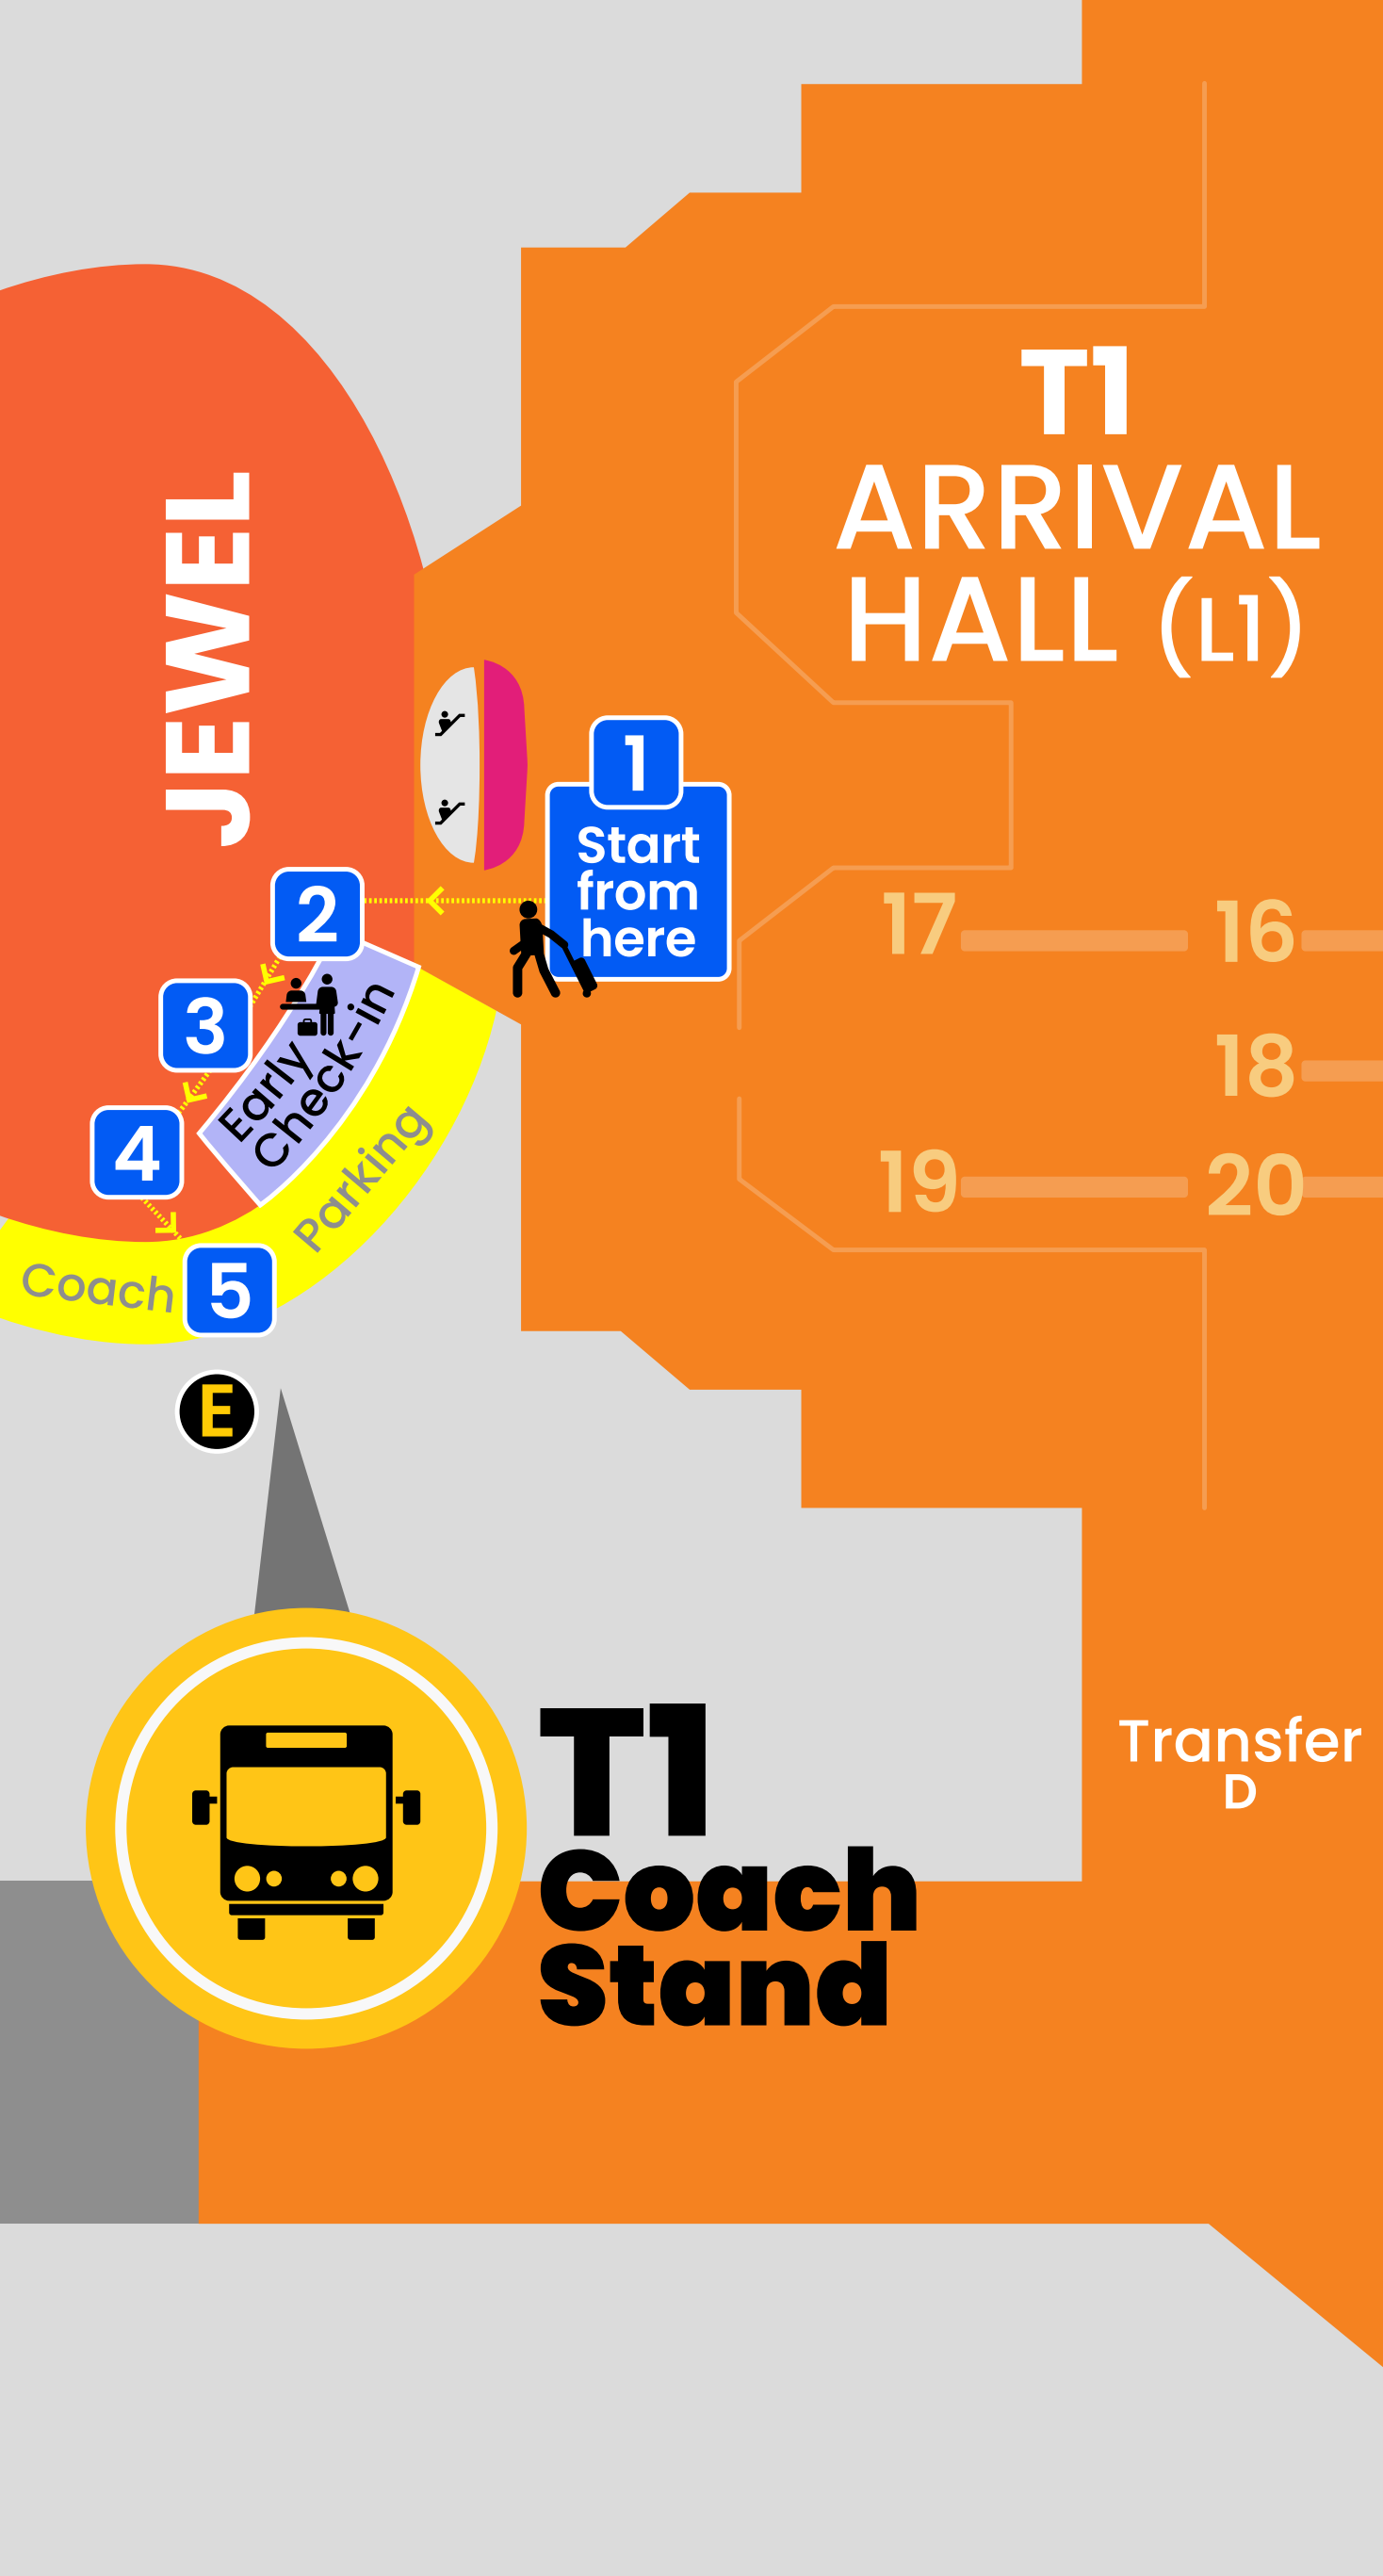 T1
ARRIVAL
HALL (L1)
JEWEL
1
Start
from
here
2
3
4
5
Early
Check-in
Coach
Parking
E
17
16
18
19
20
T1
Coach
Stand
Transfer
D